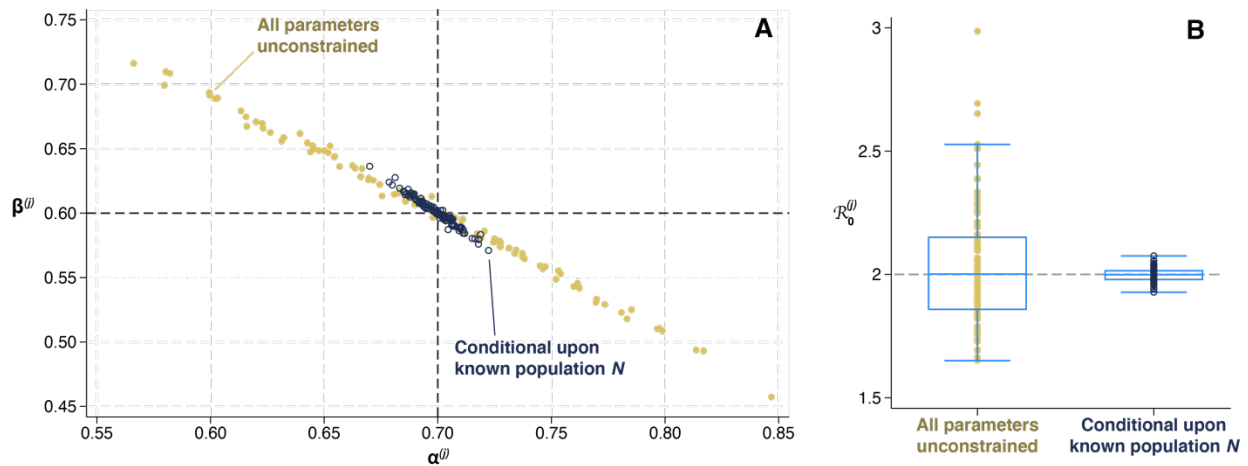 A
All parameters
unconstrained
0.75
0.70
0.65
β(j)
0.60
0.55
0.50
0.45
Conditional upon
known population N
0.55
0.60
0.65
0.70
0.75
0.80
0.85
α(j)
B
3
2.5
ℛ0(j)
2
1.5
All parameters
unconstrained
Conditional upon
known population N